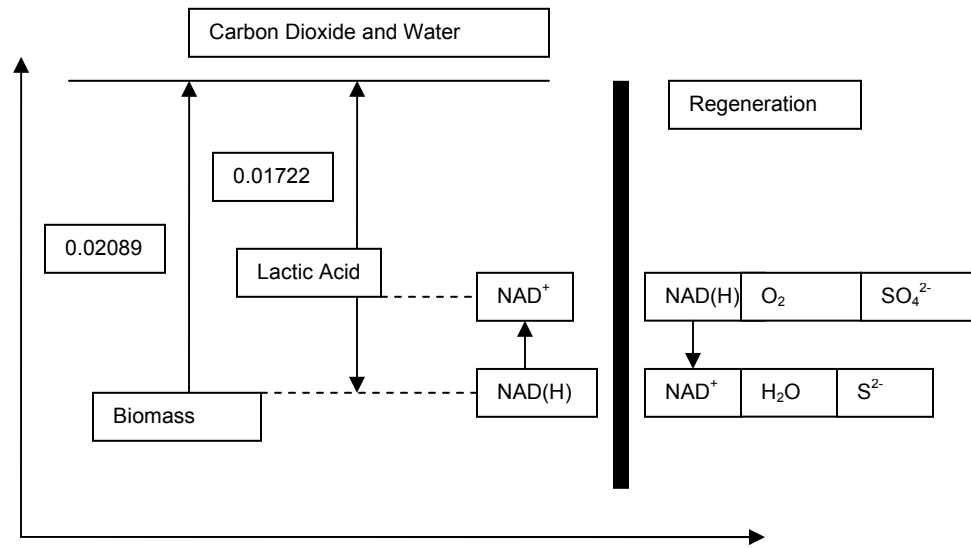 Carbon Dioxide and Water
Regeneration
0.01722
0.02089
Lactic Acid
NAD⁺
NAD(H)
O₂
SO₄²⁻
Biomass
NAD(H)
NAD⁺
H₂O
S²⁻